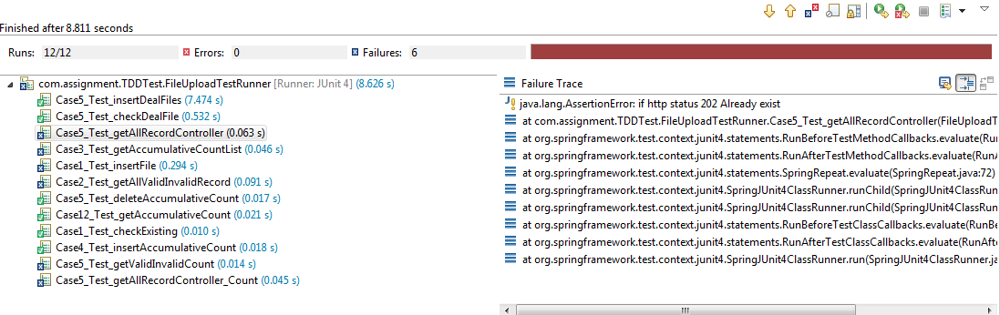 Finished after 8.811 seconds
Runs: 12/12 Errors: 0 Failures: 6
com.assignment.TDDTest.FileUploadTestRunner [Runner: JUnit 4] (8.626 s)
Case5_Test_insertDealFiles (7.474 s)
Case5_Test_checkDealFile (0.532 s)
Case5_Test_getAllRecordController (0.063 s)
Case3_Test_getAccumulativeCountList (0.046 s)
Case1_Test_insertFile (0.294 s)
Case2_Test_getAllValidInvalidRecord (0.091 s)
Case5_Test_deleteAccumulativeCount (0.017 s)
Case12_Test_getAccumulativeCount (0.021 s)
Case1_Test_checkExisting (0.010 s)
Case4_Test_insertAccumulativeCount (0.018 s)
Case5_Test_getValidInvalidCount (0.014 s)
Case5_Test_getAllRecordController_Count (0.045 s)
Failure Trace
java.lang.AssertionError: if http status 202 Already exist
at com.assignment.TDDTest.FileUploadTestRunner.Case5_Test_getAllRecordController(FileUploadT
at org.springframework.test.context.junit4.statements.RunBeforeTestMethodCallbacks.evaluate(Run
at org.springframework.test.context.junit4.statements.RunAfterTestMethodCallbacks.evaluate(RunA
at org.springframework.test.context.junit4.statements.SpringRepeat.evaluate(SpringRepeat.java:72)
at org.springframework.test.context.junit4.SpringJUnit4ClassRunner.runChild(SpringJUnit4ClassRun
at org.springframework.test.context.junit4.SpringJUnit4ClassRunner.runChild(SpringJUnit4ClassRun
at org.springframework.test.context.junit4.statements.RunBeforeTestClassCallbacks.evaluate(RunBe
at org.springframework.test.context.junit4.statements.RunAfterTestClassCallbacks.evaluate(RunAfte
at org.springframework.test.context.junit4.SpringJUnit4ClassRunner.run(SpringJUnit4ClassRunner.ja